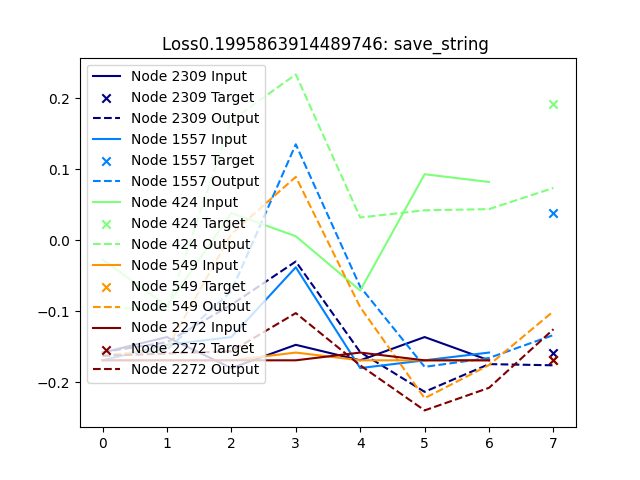 Loss0.1995863914489746: save_string
0.2
0.1
0.0
−0.1
−0.2
Node 2309 Input
Node 2309 Target
Node 2309 Output
Node 1557 Input
Node 1557 Target
Node 1557 Output
Node 424 Input
Node 424 Target
Node 424 Output
Node 549 Input
Node 549 Target
Node 549 Output
Node 2272 Input
Node 2272 Target
Node 2272 Output
0 1 2 3 4 5 6 7